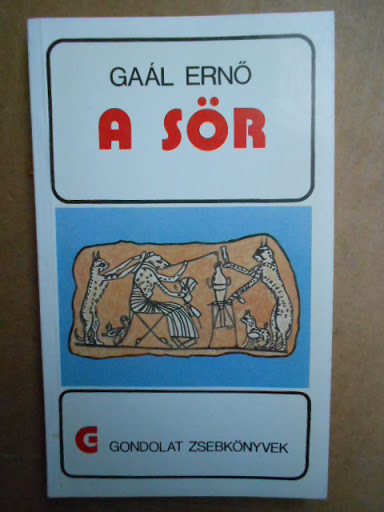 GAÁL ERNŐ
A SÖR
G GONDOLAT ZSEBKÖNYVEK